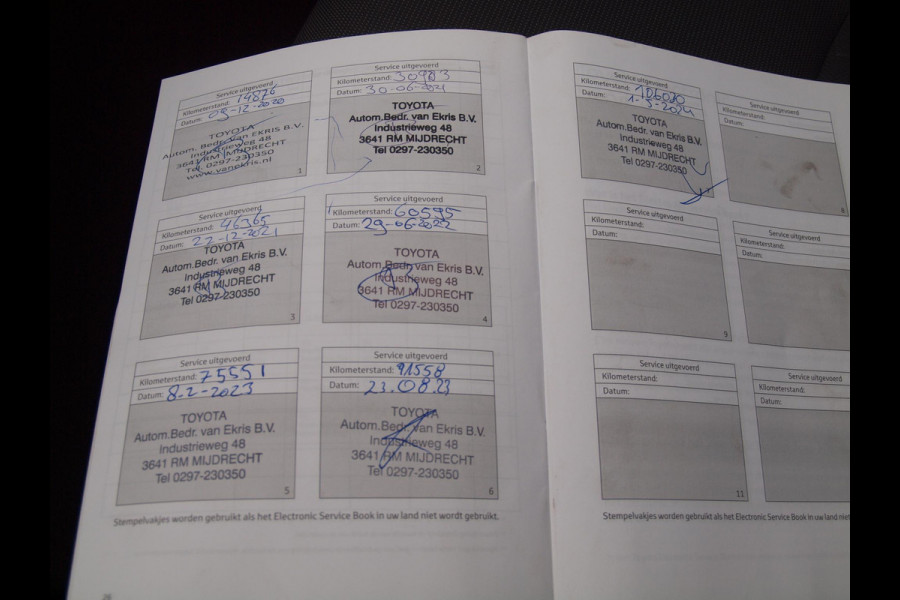 Service uitgevoerd
Kilometerstand: 14876
Datum: 09-12-2020
TOYOTA
Autom.Bedr. van Ekris B.V.
Industrieweg 48
3641 RM MIJDRECHT
Tel 0297-230350
www.vanekris.nl
1
Service uitgevoerd
Kilometerstand: 30983
Datum: 30-06-2021
TOYOTA
Autom.Bedr. van Ekris B.V.
Industrieweg 48
3641 RM MIJDRECHT
Tel 0297-230350
2
Service uitgevoerd
Kilometerstand: 46365
Datum: 22-12-2021
TOYOTA
Autom.Bedr. van Ekris B.V.
Industrieweg 48
3641 RM MIJDRECHT
Tel 0297-230350
3
Service uitgevoerd
Kilometerstand: 60595
Datum: 29-06-2022
TOYOTA
Autom.Bedr. van Ekris B.V.
Industrieweg 48
3641 RM MIJDRECHT
Tel 0297-230350
4
Service uitgevoerd
Kilometerstand: 75551
Datum: 8-2-2023
TOYOTA
Autom.Bedr. van Ekris B.V.
Industrieweg 48
3641 RM MIJDRECHT
Tel 0297-230350
5
Service uitgevoerd
Kilometerstand: 91558
Datum: 23.08.23
TOYOTA
Autom.Bedr. van Ekris B.V.
Industrieweg 48
3641 RM MIJDRECHT
Tel 0297-230350
6
Stempelvakjes worden gebruikt als het Electronic Service Book in uw land niet wordt gebruikt.
Service uitgevoerd
Kilometerstand:
Datum: 1-5-2024
TOYOTA
Autom.Bedr. van Ekris B.V.
Industrieweg 48
3641 RM MIJDRECHT
Tel 0297-230350
Service uitgevoerd
Kilometerstand:
Datum:
8
Service uitgevoerd
Kilometerstand:
Datum:
9
Service uitgevoerd
Kilometerstand:
Datum:
Service uitgevoerd
Kilometerstand:
Datum:
11
Service uitgevoerd
Kilometerstand:
Datum:
Stempelvakjes worden gebruikt als het Electronic Service Book in uw land niet